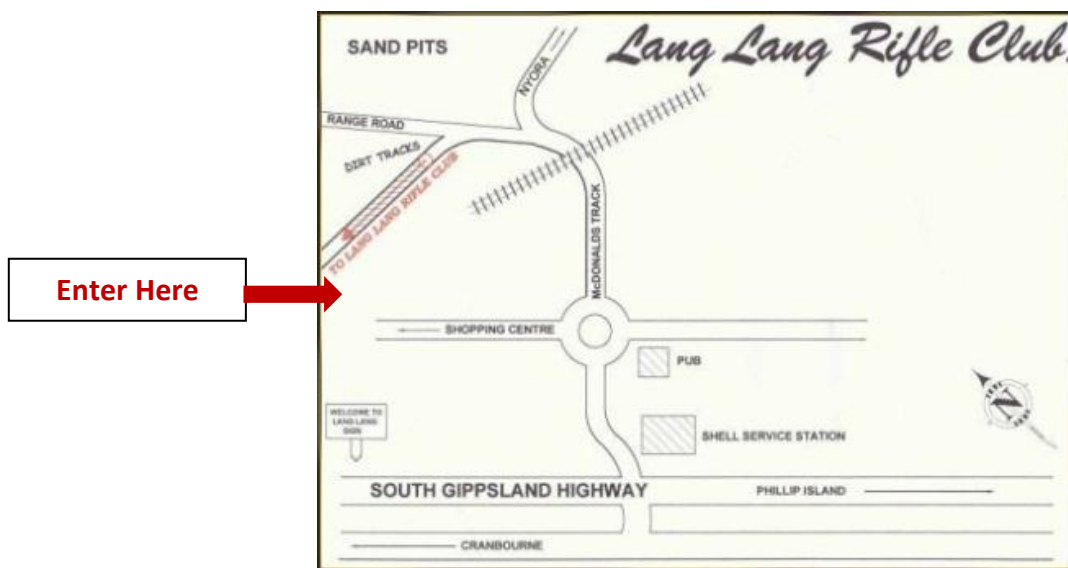 SAND PITS
Lang Lang Rifle Club.
NYORA
RANGE ROAD
DIRT TRACKS
TO LANG LANG RIFLE CLUB
McDONALDS TRACK
Enter Here
SHOPPING CENTRE
PUB
N
WELCOME TO
LANG LANG
SIGN
SHELL SERVICE STATION
SOUTH GIPPSLAND HIGHWAY
PHILLIP ISLAND
CRANBOURNE